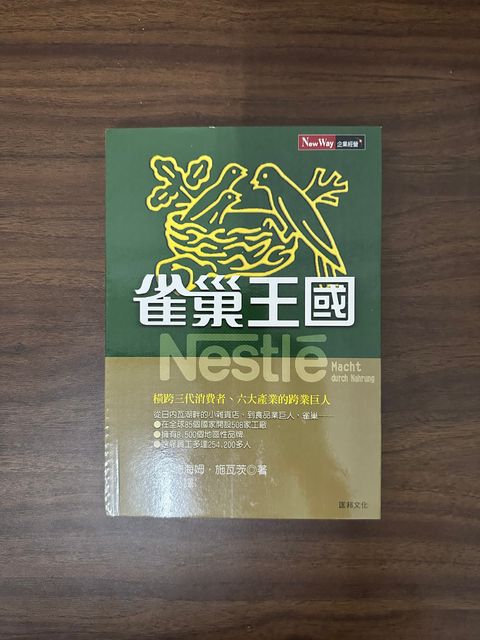 New Way 企業經營
雀巢王國
Nestlé
Macht
durch Nahrung
橫跨三代消費者、六大產業的跨業巨人
從日內瓦湖畔的小雜貨店、到食品業巨人、雀巢——
●在全球85個國家開設508家工廠
●擁有8,500個地區性品牌
●全球員工多達254,200多人
海姆·施瓦茨◎著
匡邦文化